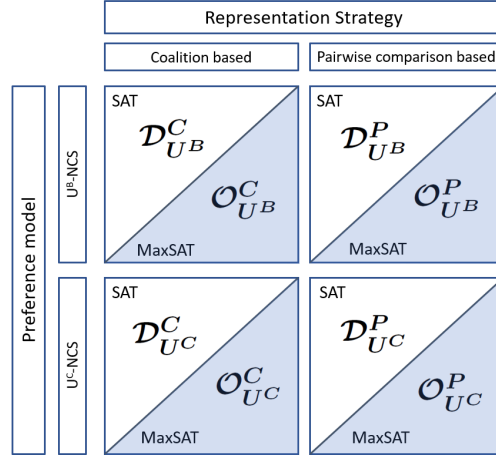 Representation Strategy
Coalition based
Pairwise comparison based
Preference model
U^B-NCS
SAT
𝒟^C_{U^B}
𝒪^C_{U^B}
MaxSAT
SAT
𝒟^P_{U^B}
𝒪^P_{U^B}
MaxSAT
U^C-NCS
SAT
𝒟^C_{U^C}
𝒪^C_{U^C}
MaxSAT
SAT
𝒟^P_{U^C}
𝒪^P_{U^C}
MaxSAT